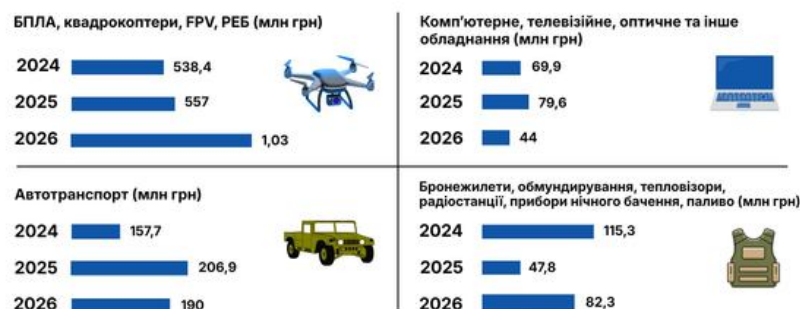 БПЛА, квадрокоптери, FPV, РЕБ (млн грн)
2024 538,4
2025 557
2026 1,03
Комп'ютерне, телевізійне, оптичне та інше
обладнання (млн грн)
2024 69,9
2025 79,6
2026 44
Автотранспорт (млн грн)
2024 157,7
2025 206,9
2026 190
Бронежилети, обмундирування, тепловізори,
радіостанції, прибори нічного бачення, паливо (млн грн)
2024 115,3
2025 47,8
2026 82,3